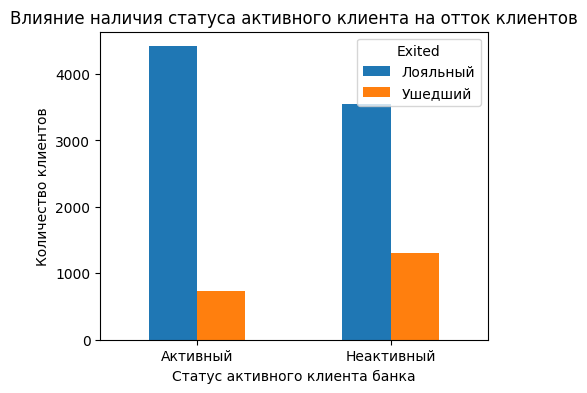 Влияние наличия статуса активного клиента на отток клиентов
Exited
Лояльный
Ушедший
Количество клиентов
4000
3000
2000
1000
0
Активный
Неактивный
Статус активного клиента банка